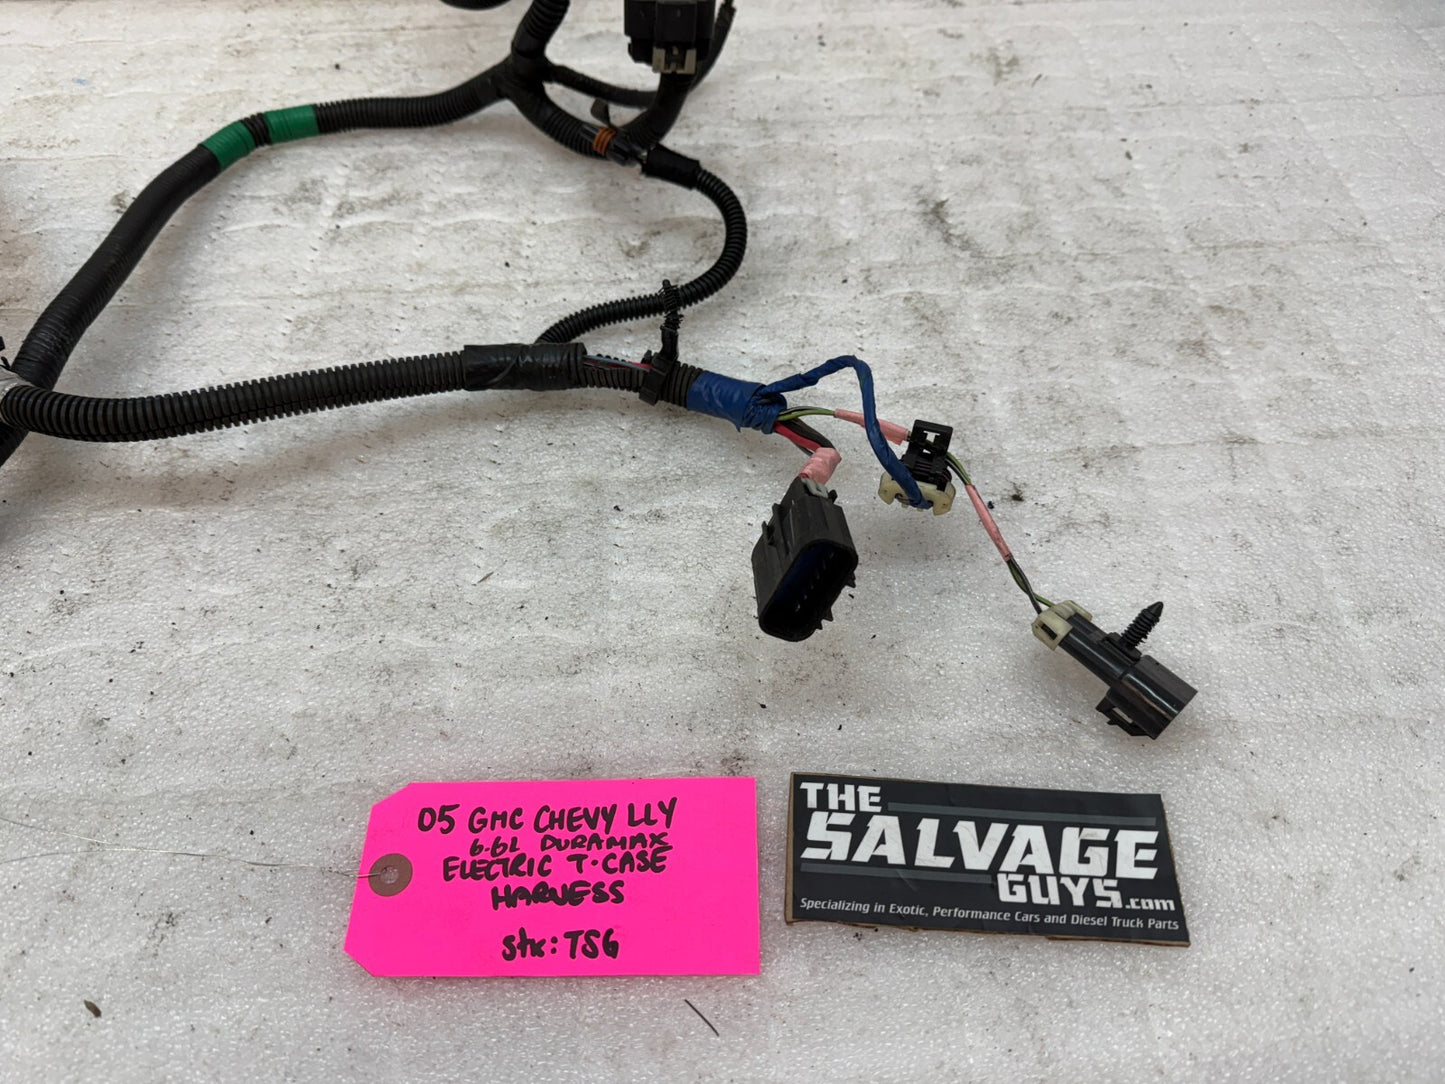 05 GMC CHEVY LLY
6.6L DURAMAX
ELECTRIC T-CASE
HARNESS
stk: TSG
THE
SALVAGE
GUYS.com
Specializing in Exotic, Performance Cars and Diesel Truck Parts